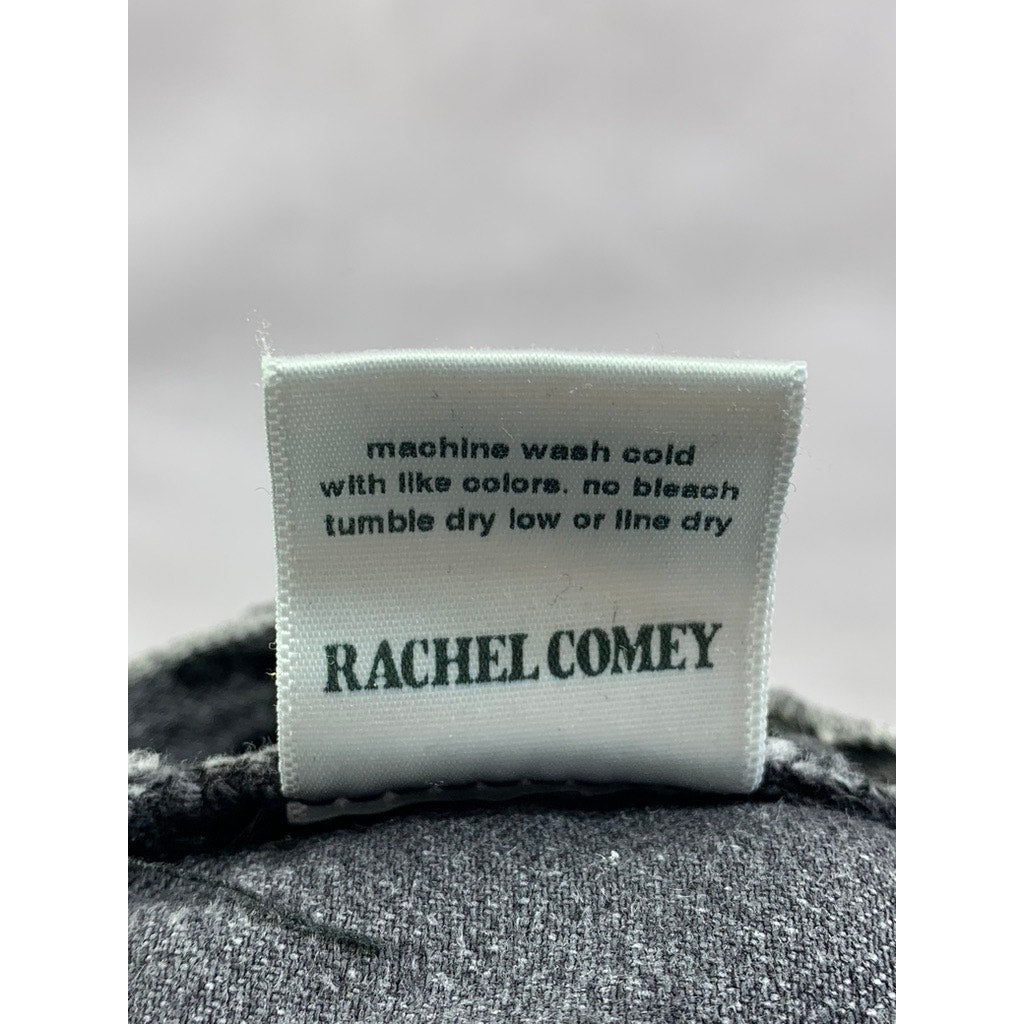 machine wash cold
with like colors. no bleach
tumble dry low or line dry
RACHEL COMEY